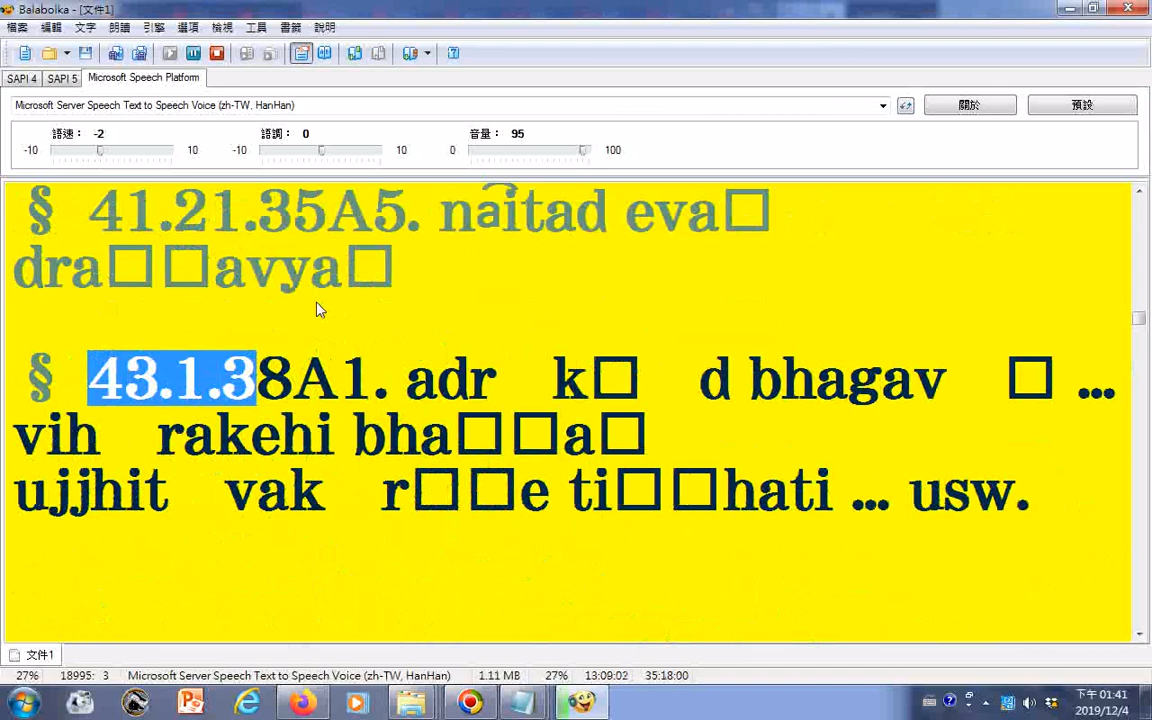 Balabolka - [文件1]
檔案 編輯 文字 朗讀 引擎 選項 檢視 工具 書籤 說明
SAPI 4 SAPI 5 Microsoft Speech Platform
Microsoft Server Speech Text to Speech Voice (zh-TW, HanHan) 關於 預設
語速： -2 語調： 0 音量： 95
-10 10 -10 10 0 100
§ 41.21.35A5. na͡itad eva□
dra□□avya□
§ 43.1.38A1. adr k□ d bhagav □ ...
vih rakehi bha□□a□
ujjhit vak r□□e ti□□hati ... usw.
文件1
27% 18995: 3 Microsoft Server Speech Text to Speech Voice (zh-TW, HanHan) 1.11 MB 27% 13:09:02 35:18:00
下午 01:41
2019/12/4